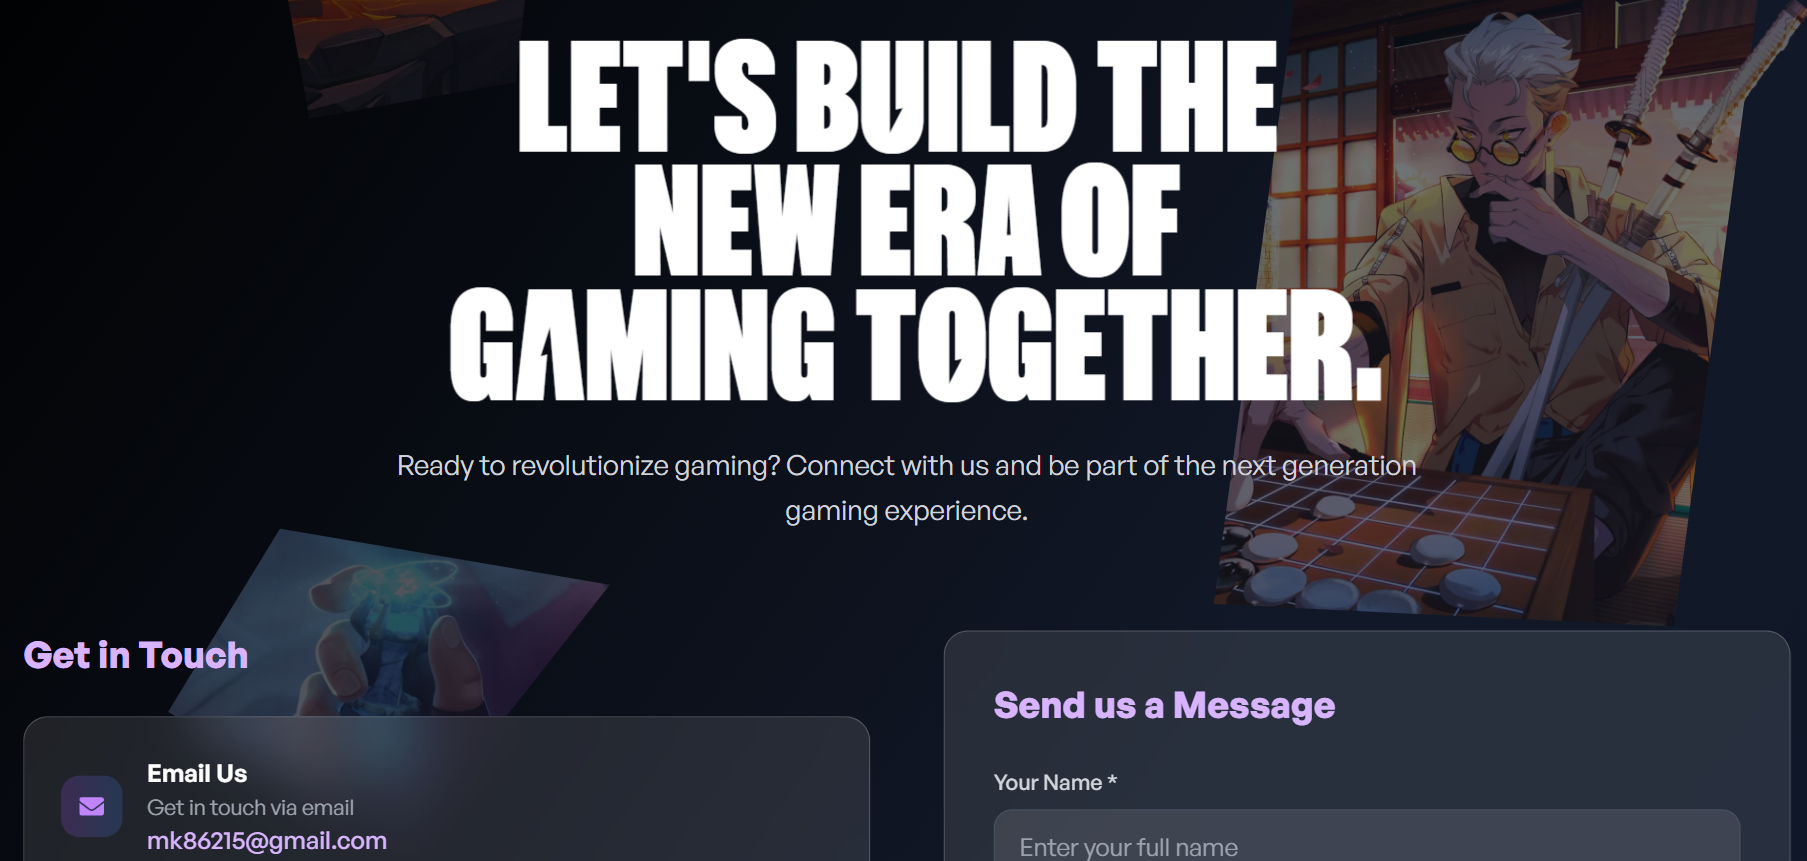 LET'S BUILD THE
NEW ERA OF
GAMING TOGETHER.
Ready to revolutionize gaming? Connect with us and be part of the next generation
gaming experience.
Get in Touch
Email Us
Get in touch via email
mk86215@gmail.com
Send us a Message
Your Name *
Enter your full name